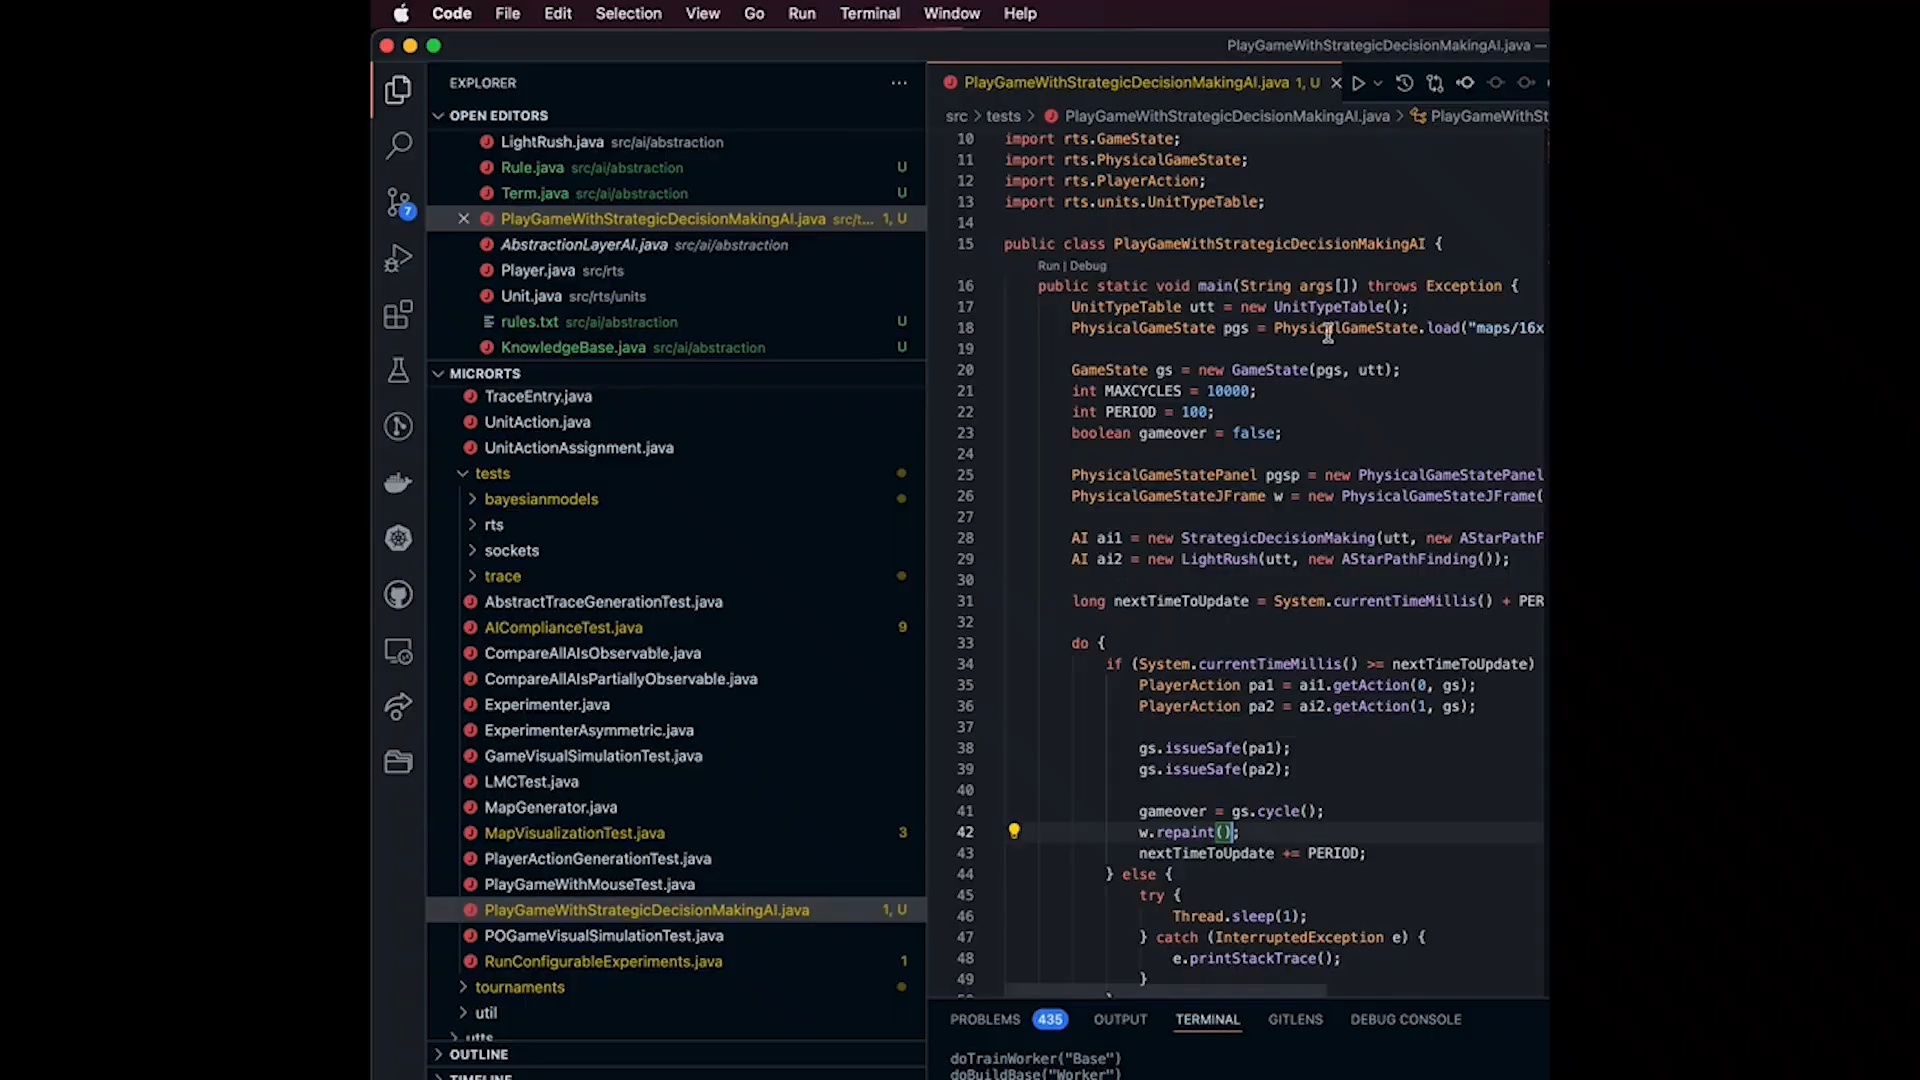 Code File Edit Selection View Go Run Terminal Window Help
PlayGameWithStrategicDecisionMakingAI.java —
EXPLORER
OPEN EDITORS
LightRush.java src/ai/abstraction
Rule.java src/ai/abstraction U
Term.java src/ai/abstraction U
PlayGameWithStrategicDecisionMakingAI.java src/t... 1, U
AbstractionLayerAI.java src/ai/abstraction
Player.java src/rts
Unit.java src/rts/units
rules.txt src/ai/abstraction U
KnowledgeBase.java src/ai/abstraction U
7
MICRORTS
TraceEntry.java
UnitAction.java
UnitActionAssignment.java
tests
bayesianmodels
rts
sockets
trace
AbstractTraceGenerationTest.java
AIComplianceTest.java 9
CompareAllAIsObservable.java
CompareAllAIsPartiallyObservable.java
Experimenter.java
ExperimenterAsymmetric.java
GameVisualSimulationTest.java
LMCTest.java
MapGenerator.java
MapVisualizationTest.java 3
PlayerActionGenerationTest.java
PlayGameWithMouseTest.java
PlayGameWithStrategicDecisionMakingAI.java 1, U
POGameVisualSimulationTest.java
RunConfigurableExperiments.java 1
tournaments
util
utts
OUTLINE
TIMELINE
PlayGameWithStrategicDecisionMakingAI.java 1, U
src > tests > PlayGameWithStrategicDecisionMakingAI.java > PlayGameWithSt
10 import rts.GameState;
11 import rts.PhysicalGameState;
12 import rts.PlayerAction;
13 import rts.units.UnitTypeTable;
14
15 public class PlayGameWithStrategicDecisionMakingAI {
Run | Debug
16 public static void main(String args[]) throws Exception {
17 UnitTypeTable utt = new UnitTypeTable();
18 PhysicalGameState pgs = PhysicalGameState.load("maps/16x
19
20 GameState gs = new GameState(pgs, utt);
21 int MAXCYCLES = 10000;
22 int PERIOD = 100;
23 boolean gameover = false;
24
25 PhysicalGameStatePanel pgsp = new PhysicalGameStatePanel
26 PhysicalGameStateJFrame w = new PhysicalGameStateJFrame(
27
28 AI ai1 = new StrategicDecisionMaking(utt, new AStarPathF
29 AI ai2 = new LightRush(utt, new AStarPathFinding());
30
31 long nextTimeToUpdate = System.currentTimeMillis() + PER
32
33 do {
34 if (System.currentTimeMillis() >= nextTimeToUpdate)
35 PlayerAction pa1 = ai1.getAction(0, gs);
36 PlayerAction pa2 = ai2.getAction(1, gs);
37
38 gs.issueSafe(pa1);
39 gs.issueSafe(pa2);
40
41 gameover = gs.cycle();
42 w.repaint();
43 nextTimeToUpdate += PERIOD;
44 } else {
45 try {
46 Thread.sleep(1);
47 } catch (InterruptedException e) {
48 e.printStackTrace();
49 }
PROBLEMS 435 OUTPUT TERMINAL GITLENS DEBUG CONSOLE
doTrainWorker("Base")
doBuildBase("Worker")